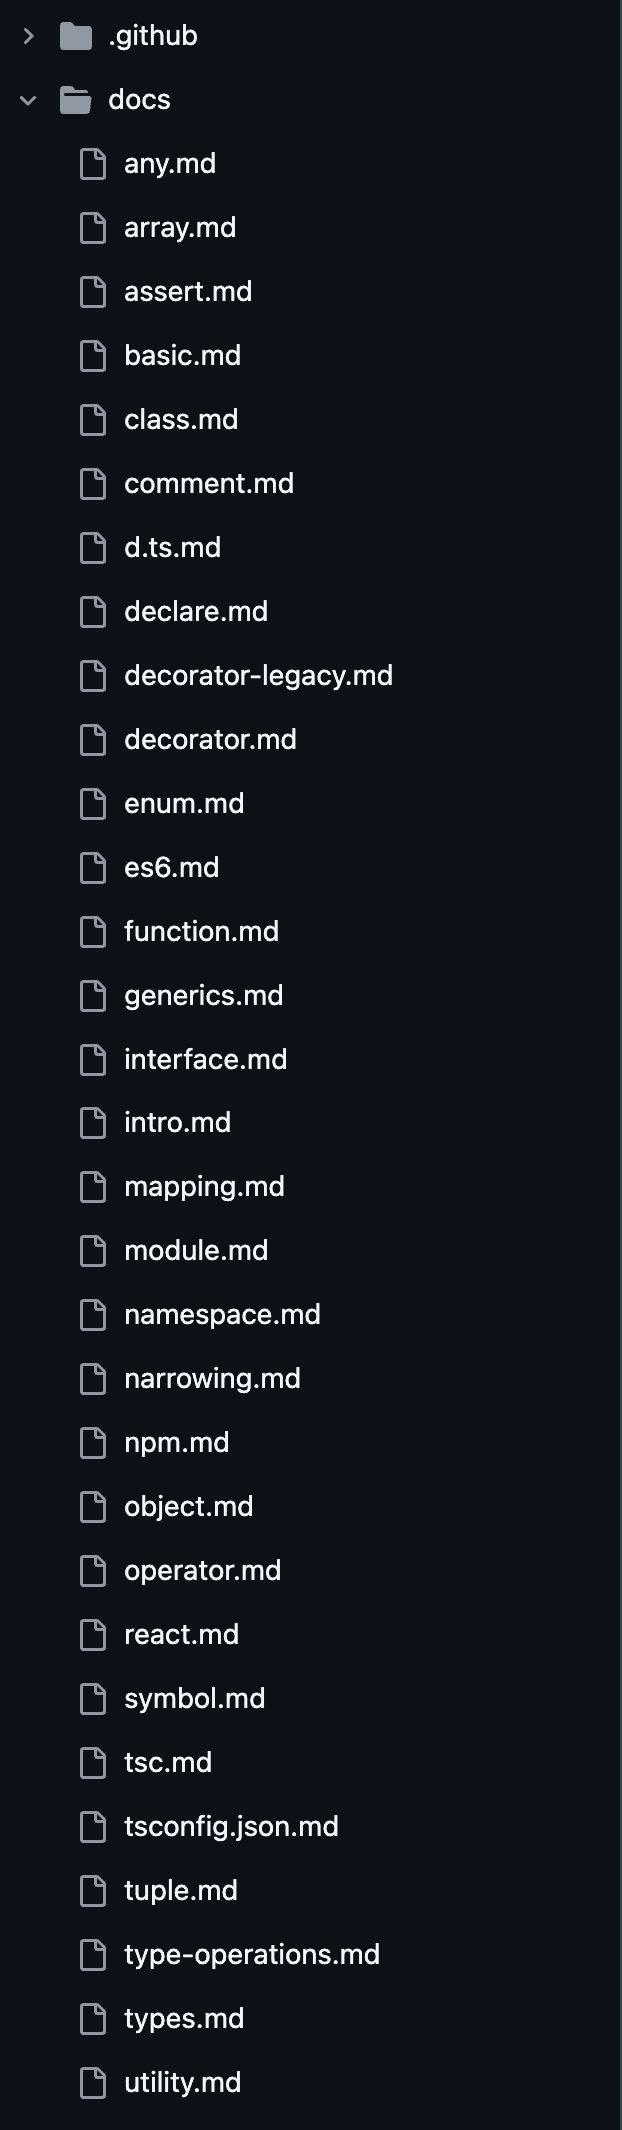 .github
docs
any.md
array.md
assert.md
basic.md
class.md
comment.md
d.ts.md
declare.md
decorator-legacy.md
decorator.md
enum.md
es6.md
function.md
generics.md
interface.md
intro.md
mapping.md
module.md
namespace.md
narrowing.md
npm.md
object.md
operator.md
react.md
symbol.md
tsc.md
tsconfig.json.md
tuple.md
type-operations.md
types.md
utility.md